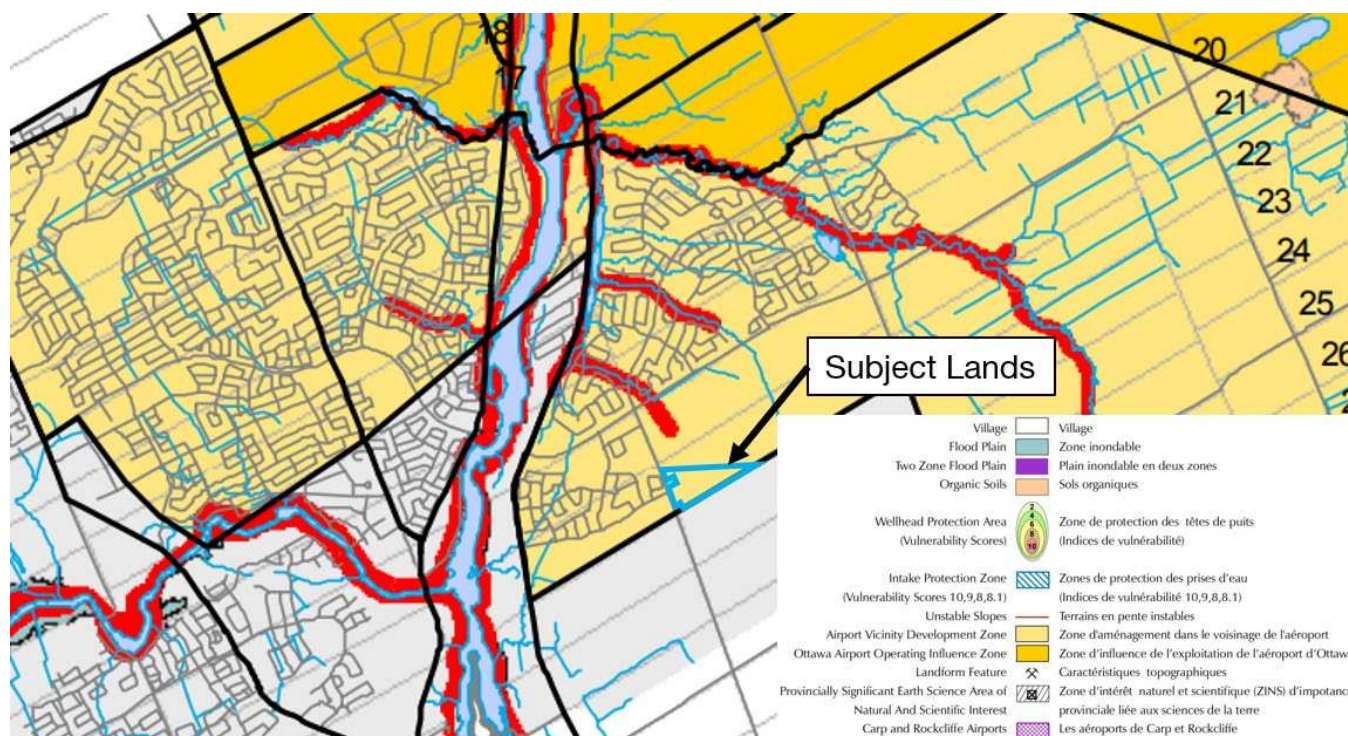 18
17
20
21
22
23
24
25
26
Subject Lands
Village Village
Flood Plain Zone inondable
Two Zone Flood Plain Plain inondable en deux zones
Organic Soils Sols organiques
2
4
6
8
10
Wellhead Protection Area Zone de protection des têtes de puits
(Vulnerability Scores) (Indices de vulnérabilité)
Intake Protection Zone Zones de protection des prises d'eau
(Vulnerability Scores 10,9,8,8.1) (Indices de vulnérabilité 10,9,8,8.1)
Unstable Slopes Terrains en pente instables
Airport Vicinity Development Zone Zone d'aménagement dans le voisinage de l'aéroport
Ottawa Airport Operating Influence Zone Zone d'influence de l'exploitation de l'aéroport d'Ottaw
Landform Feature Caractéristiques topographiques
Provincially Significant Earth Science Area of Zone d'intérêt naturel et scientifique (ZINS) d'impotanc
Natural And Scientific Interest provinciale liée aux sciences de la terre
Carp and Rockcliffe Airports Les aéroports de Carp et Rockcliffe